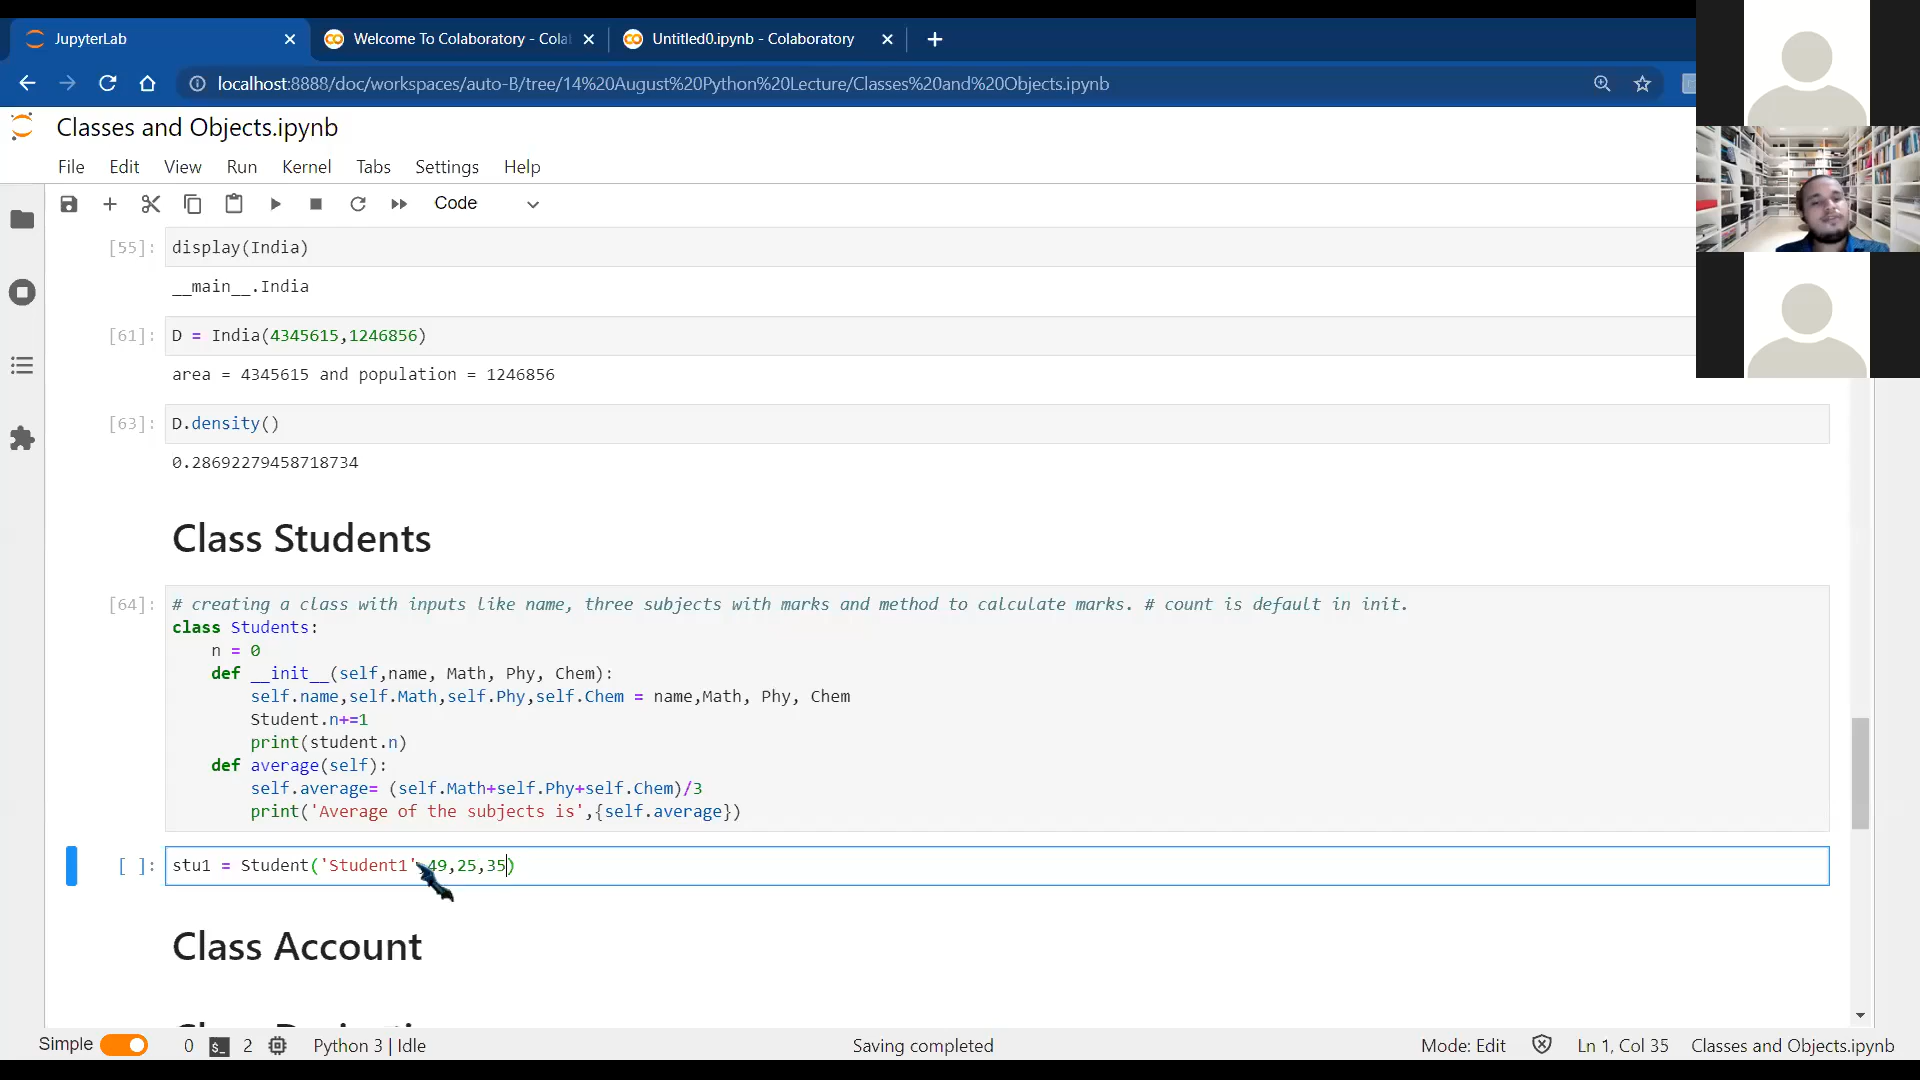 JupyterLab
Welcome To Colaboratory - Cola
Untitled0.ipynb - Colaboratory
localhost:8888/doc/workspaces/auto-B/tree/14%20August%20Python%20Lecture/Classes%20and%20Objects.ipynb
Classes and Objects.ipynb
File Edit View Run Kernel Tabs Settings Help
Code
[55]: display(India)
__main__.India
[61]: D = India(4345615,1246856)
area = 4345615 and population = 1246856
[63]: D.density()
0.28692279458718734
Class Students
[64]: # creating a class with inputs like name, three subjects with marks and method to calculate marks. # count is default in init.
class Students:
n = 0
def __init__(self,name, Math, Phy, Chem):
self.name,self.Math,self.Phy,self.Chem = name,Math, Phy, Chem
Student.n+=1
print(student.n)
def average(self):
self.average= (self.Math+self.Phy+self.Chem)/3
print('Average of the subjects is',{self.average})
[ ]: stu1 = Student('Student1' 49,25,35)
Class Account
Simple 0 $_ 2 Python 3 | Idle Saving completed Mode: Edit Ln 1, Col 35 Classes and Objects.ipynb